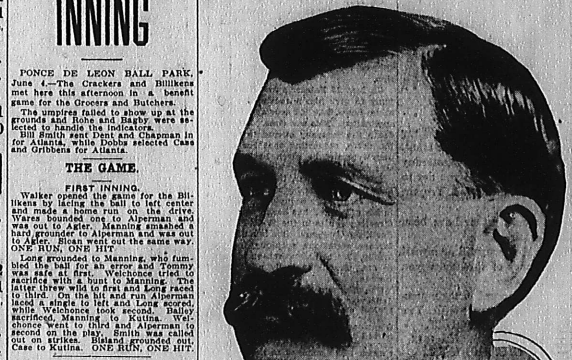 INNING
PONCE DE LEON BALL PARK,
June 4.—The Crackers and Billikens
met here this afternoon in a benefit
game for the Grocers and Butchers.
The umpires failed to show up at the
grounds and Rohe and Bagby were se-
lected to handle the indicators.
Bill Smith sent Dent and Chapman in
for Atlanta, while Dobbs selected Case
and Gribbens for Atlanta.
THE GAME.
FIRST INNING.
Walker opened the game for the Bil-
likens by lacing the ball to left center
and made a home run on the drive.
Wares bounded one to Alperman and
was out to Agler. Manning smashed a
hard grounder to Alperman and was out
to Agler. Sloan went out the same way.
ONE RUN, ONE HIT.
Long grounded to Manning, who fum-
bled the ball for an error and Tommy
was safe at first. Welchonce tried to
sacrifice with a bunt to Manning. The
latter threw wild to first and Long raced
to third. On the hit and run Alperman
laced a single to left and Long scored,
while Welchonce took second. Bailey
sacrificed, Manning to Kutina. Wel-
chonce went to third and Alperman to
second on the play. Smith was called
out on strikes. Bisland grounded out,
Case to Kutina. ONE RUN, ONE HIT.